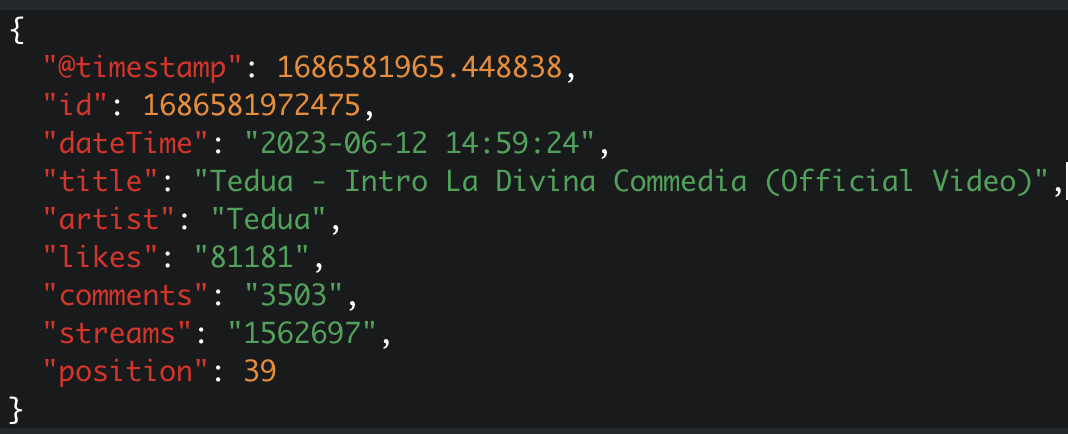 {
"@timestamp": 1686581965.448838,
"id": 1686581972475,
"dateTime": "2023-06-12 14:59:24",
"title": "Tedua - Intro La Divina Commedia (Official Video)",
"artist": "Tedua",
"likes": "81181",
"comments": "3503",
"streams": "1562697",
"position": 39
}